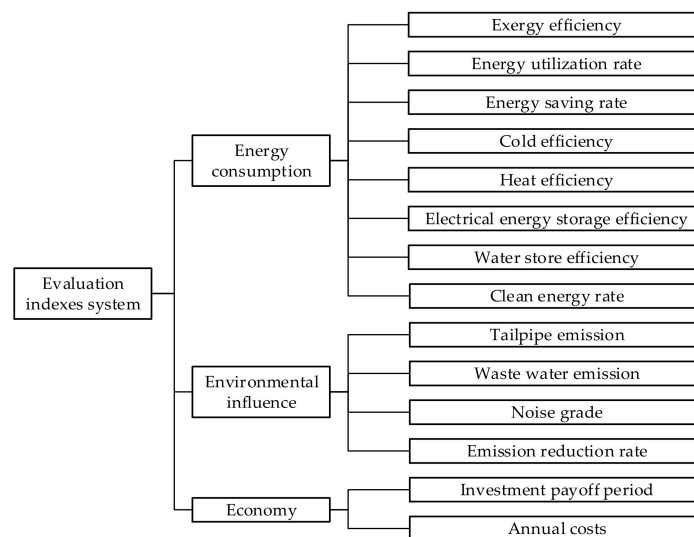 Evaluation
indexes system
Energy
consumption
Exergy efficiency
Energy utilization rate
Energy saving rate
Cold efficiency
Heat efficiency
Electrical energy storage efficiency
Water store efficiency
Clean energy rate
Environmental
influence
Tailpipe emission
Waste water emission
Noise grade
Emission reduction rate
Economy
Investment payoff period
Annual costs